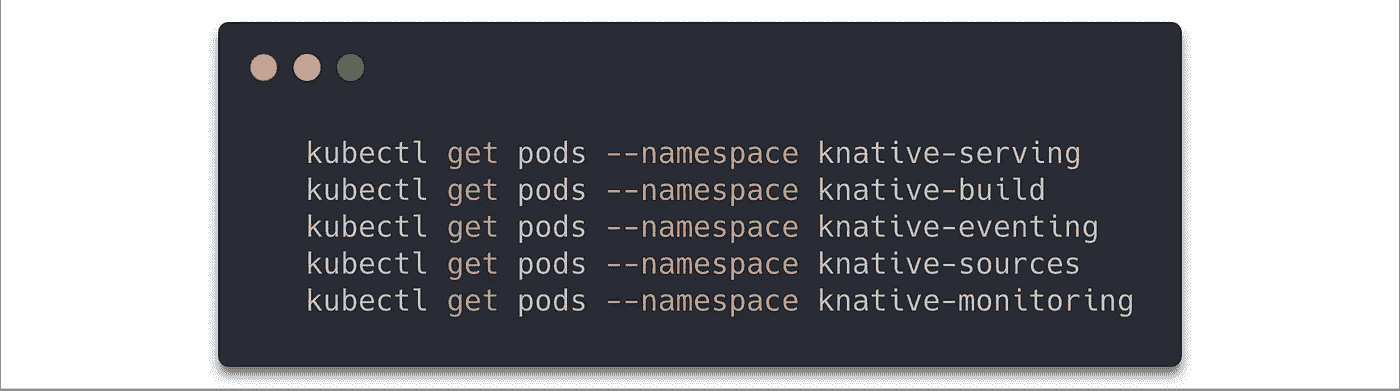 kubectl get pods --namespace knative-serving
kubectl get pods --namespace knative-build
kubectl get pods --namespace knative-eventing
kubectl get pods --namespace knative-sources
kubectl get pods --namespace knative-monitoring